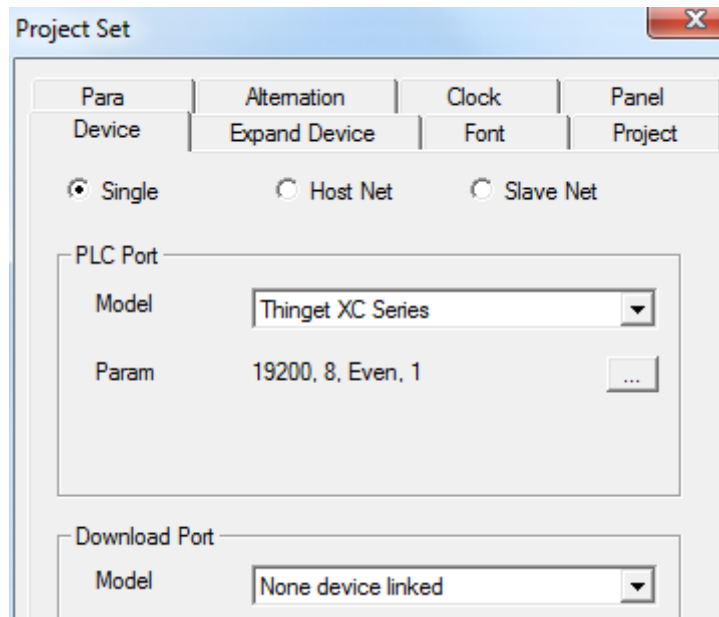 Project Set
Para Alternation Clock Panel
Device Expand Device Font Project
Single Host Net Slave Net
PLC Port
Model Thinget XC Series
Param 19200, 8, Even, 1 ...
Download Port
Model None device linked